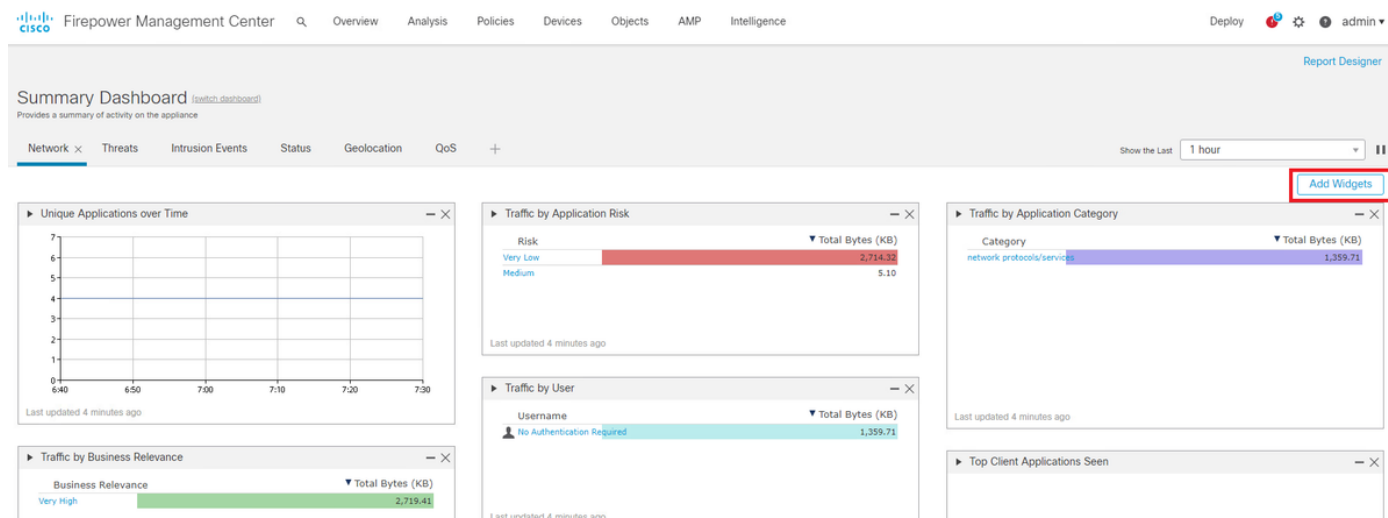 cisco Firepower Management Center Overview Analysis Policies Devices Objects AMP Intelligence Deploy 5 ? admin
Report Designer
Summary Dashboard (switch dashboard)
Provides a summary of activity on the appliance
Network × Threats Intrusion Events Status Geolocation QoS + Show the Last 1 hour
Add Widgets
Unique Applications over Time
7
6
5
4
3
2
1
0
6:40 6:50 7:00 7:10 7:20 7:30
Last updated 4 minutes ago
Traffic by Business Relevance
Business Relevance Total Bytes (KB)
Very High 2,719.41
Traffic by Application Risk
Risk Total Bytes (KB)
Very Low 2,714.32
Medium 5.10
Last updated 4 minutes ago
Traffic by User
Username Total Bytes (KB)
No Authentication Required 1,359.71
Last updated 4 minutes ago
Traffic by Application Category
Category Total Bytes (KB)
network protocols/services 1,359.71
Last updated 4 minutes ago
Top Client Applications Seen